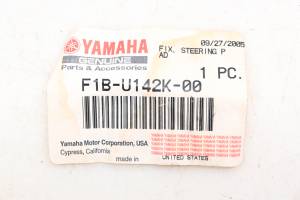 YAMAHA
GENUINE
Parts & Accessories
09/27/2005
FIX, STEERING P
AD
1 PC.
F1B-U142K-00
Yamaha Motor Corporation, USA
Cypress, California
made in
UNITED STATES